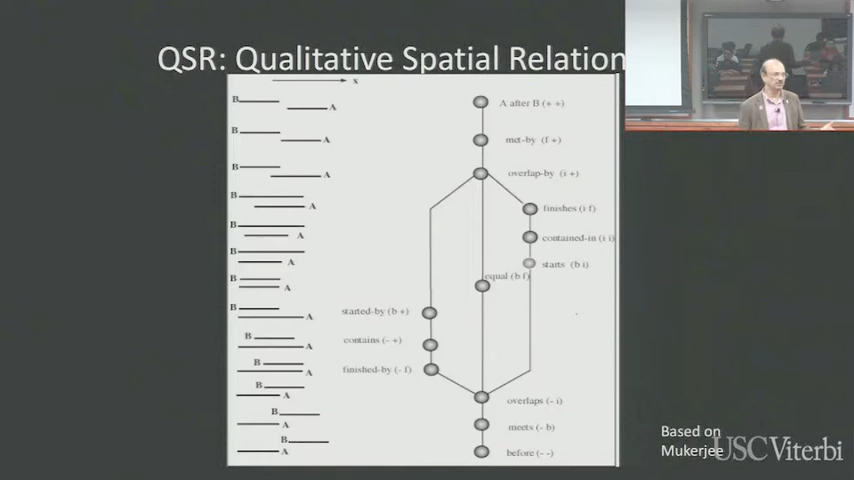 QSR: Qualitative Spatial Relation
x
B A
A after B (+ +)
B A
met-by (f +)
B A
overlap-by (i +)
B A
finishes (i f)
B A
contained-in (i i)
B A
starts (b i)
B A
equal (b f)
B A
started-by (b +)
B A
contains (- +)
B A
finished-by (- f)
B A
overlaps (- i)
B A
meets (- b)
B A
before (- -)
Based on
Mukerjee
USC Viterbi